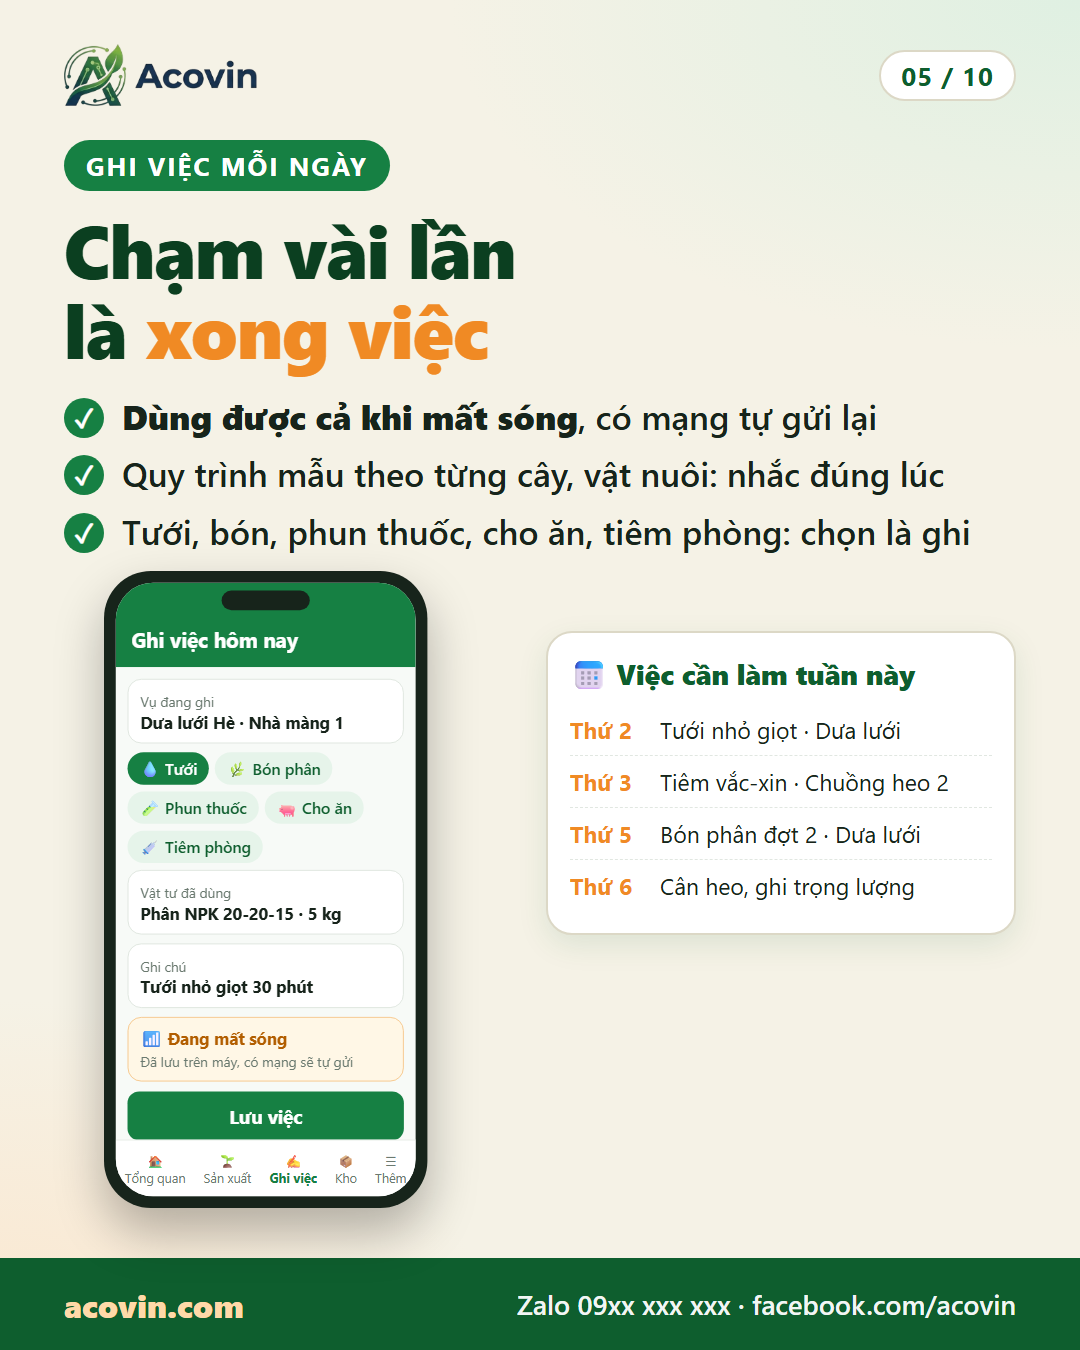 Acovin
05 / 10
GHI VIỆC MỖI NGÀY
Chạm vài lần
là xong việc
Dùng được cả khi mất sóng, có mạng tự gửi lại
Quy trình mẫu theo từng cây, vật nuôi: nhắc đúng lúc
Tưới, bón, phun thuốc, cho ăn, tiêm phòng: chọn là ghi
Ghi việc hôm nay
Vụ đang ghi
Dưa lưới Hè · Nhà màng 1
Tưới
Bón phân
Phun thuốc
Cho ăn
Tiêm phòng
Vật tư đã dùng
Phân NPK 20-20-15 · 5 kg
Ghi chú
Tưới nhỏ giọt 30 phút
Đang mất sóng
Đã lưu trên máy, có mạng sẽ tự gửi
Lưu việc
Tổng quan
Sản xuất
Ghi việc
Kho
Thêm
Việc cần làm tuần này
Thứ 2 Tưới nhỏ giọt · Dưa lưới
Thứ 3 Tiêm vắc-xin · Chuồng heo 2
Thứ 5 Bón phân đợt 2 · Dưa lưới
Thứ 6 Cân heo, ghi trọng lượng
acovin.com
Zalo 09xx xxx xxx · facebook.com/acovin